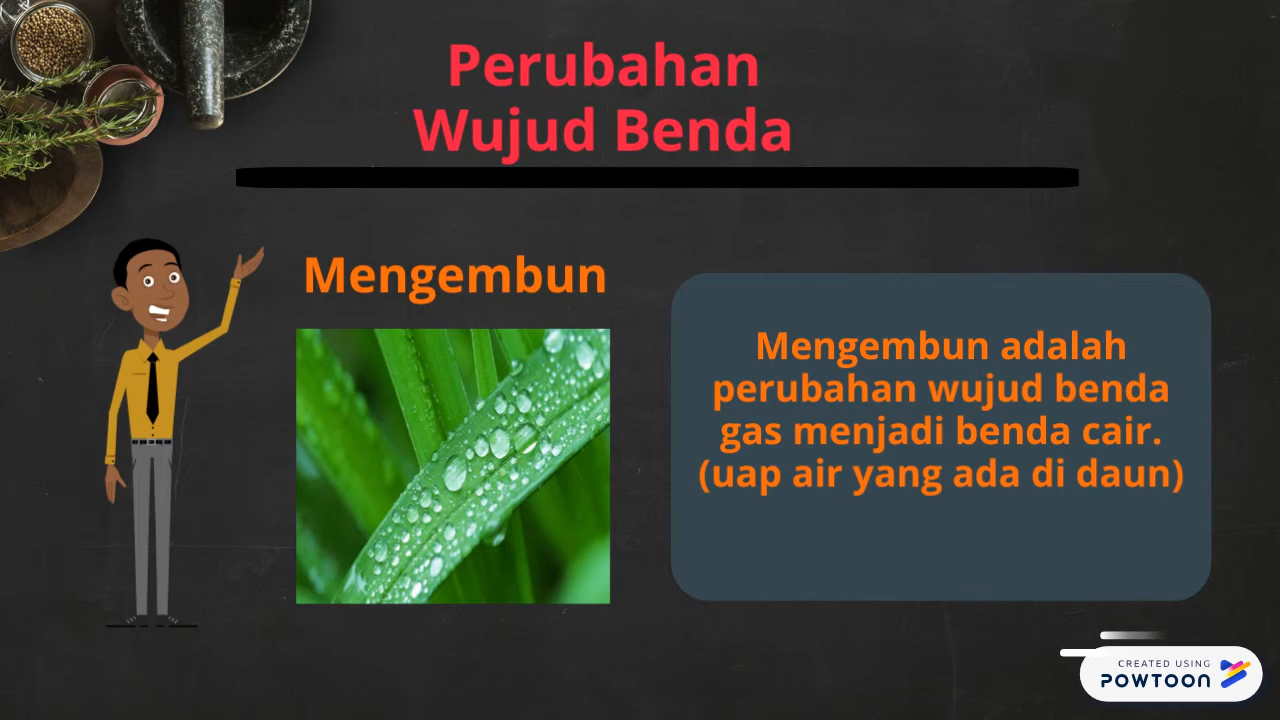 Perubahan
Wujud Benda
Mengembun
Mengembun adalah
perubahan wujud benda
gas menjadi benda cair.
(uap air yang ada di daun)
CREATED USING
POWTOON